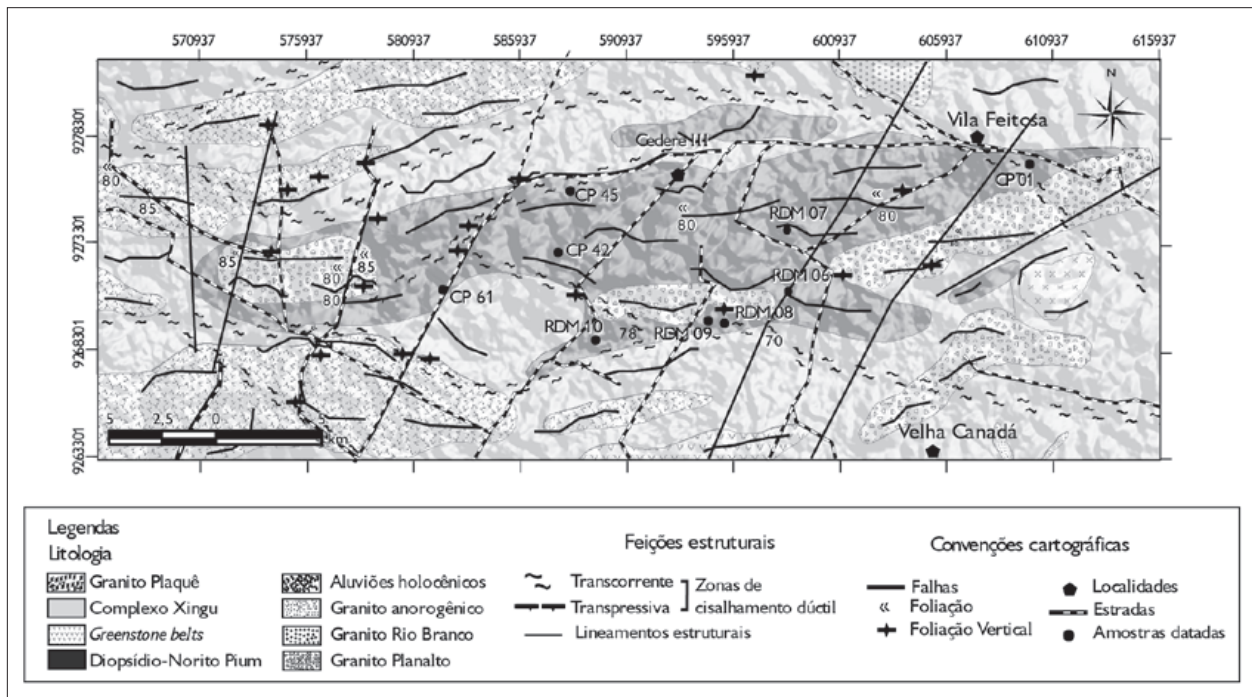 570937 575937 580937 585937 590937 595937 600937 605937 610937 615937
9278301
9273301
9268301
9263301
N
Vila Feitosa
Cedere III
CP 01
CP 45
80
85
80
RDM 07
80
CP 42
85
85
80
80
RDM 06
CP 61
RDM 10
78
RDM 09
RDM 08
70
5 2,5 0 5
km
Velha Canadá
Legendas
Litologia
Granito Plaquê
Complexo Xingu
Greenstone belts
Diopsídio-Norito Pium
Aluviões holocênicos
Granito anorogênico
Granito Rio Branco
Granito Planalto
Feições estruturais
Transcorrente
Transpressiva
Zonas de
cisalhamento dúctil
Lineamentos estruturais
Convenções cartográficas
Falhas
Foliação
Foliação Vertical
Localidades
Estradas
Amostras datadas